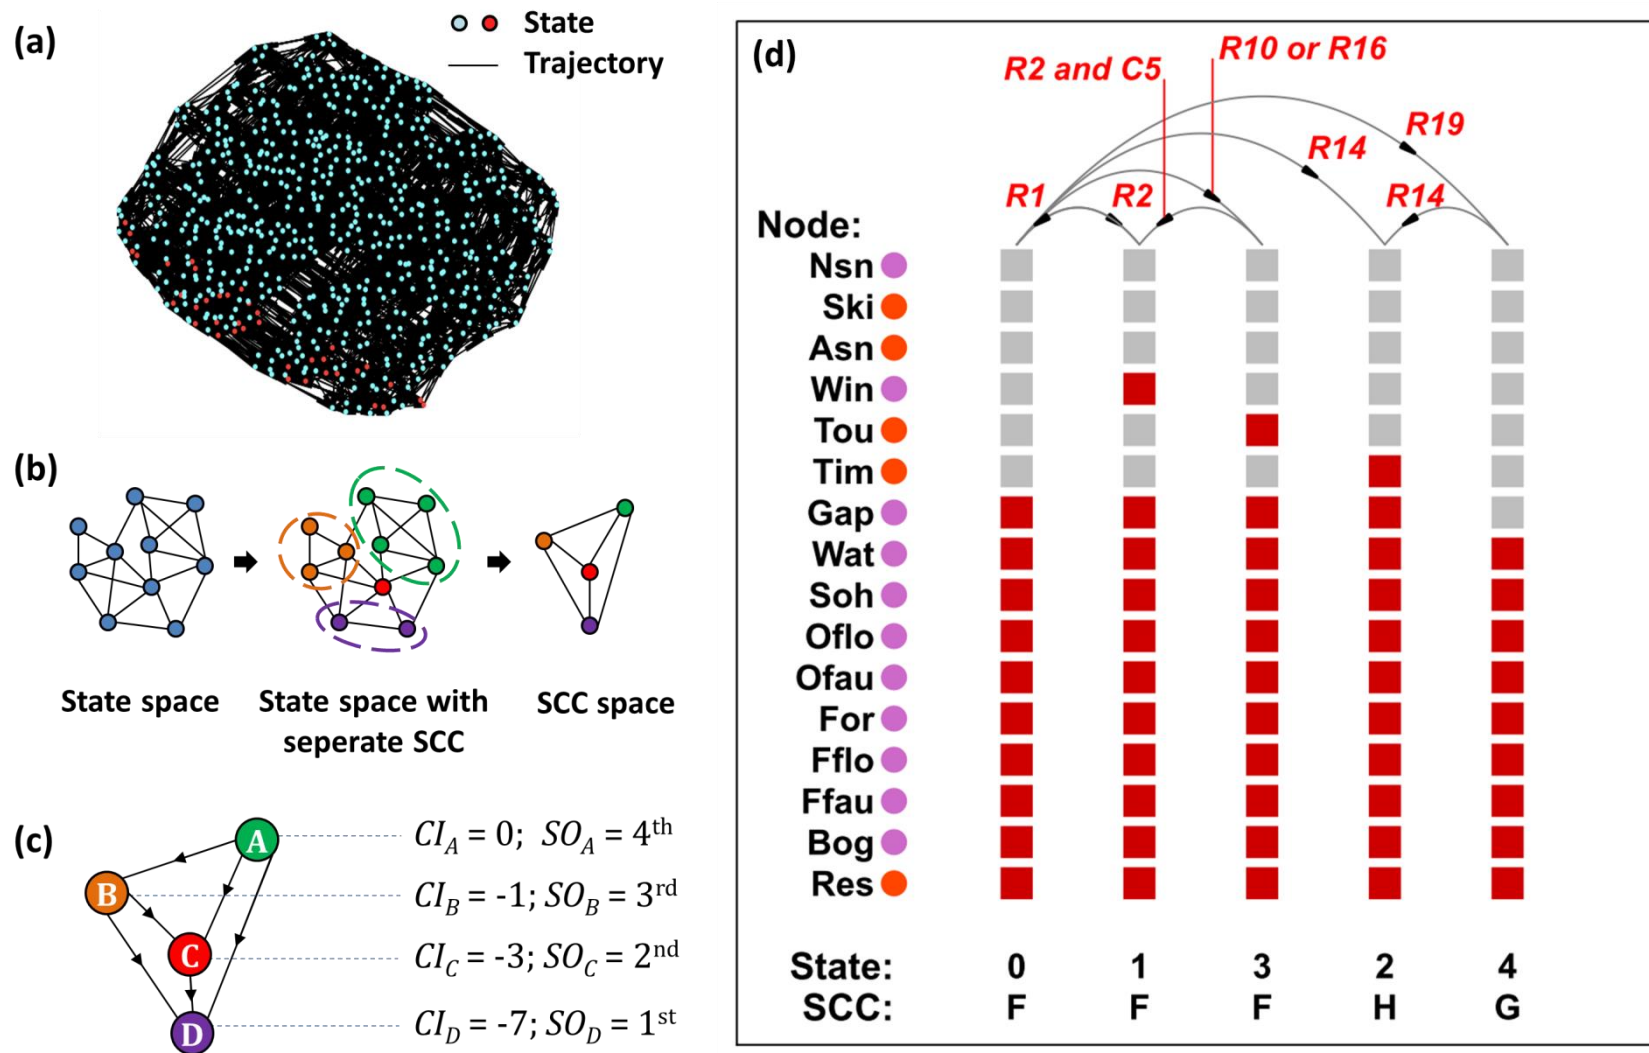 (a)
State
Trajectory
(b)
State space
State space with
seperate SCC
SCC space
(c)
A
B
C
D
CI_A = 0; SO_A = 4th
CI_B = -1; SO_B = 3rd
CI_C = -3; SO_C = 2nd
CI_D = -7; SO_D = 1st
(d)
R2 and C5
R10 or R16
R19
R14
R1
R2
R14
Node:
Nsn
Ski
Asn
Win
Tou
Tim
Gap
Wat
Soh
Oflo
Ofau
For
Fflo
Ffau
Bog
Res
State: 0 1 3 2 4
SCC: F F F H G